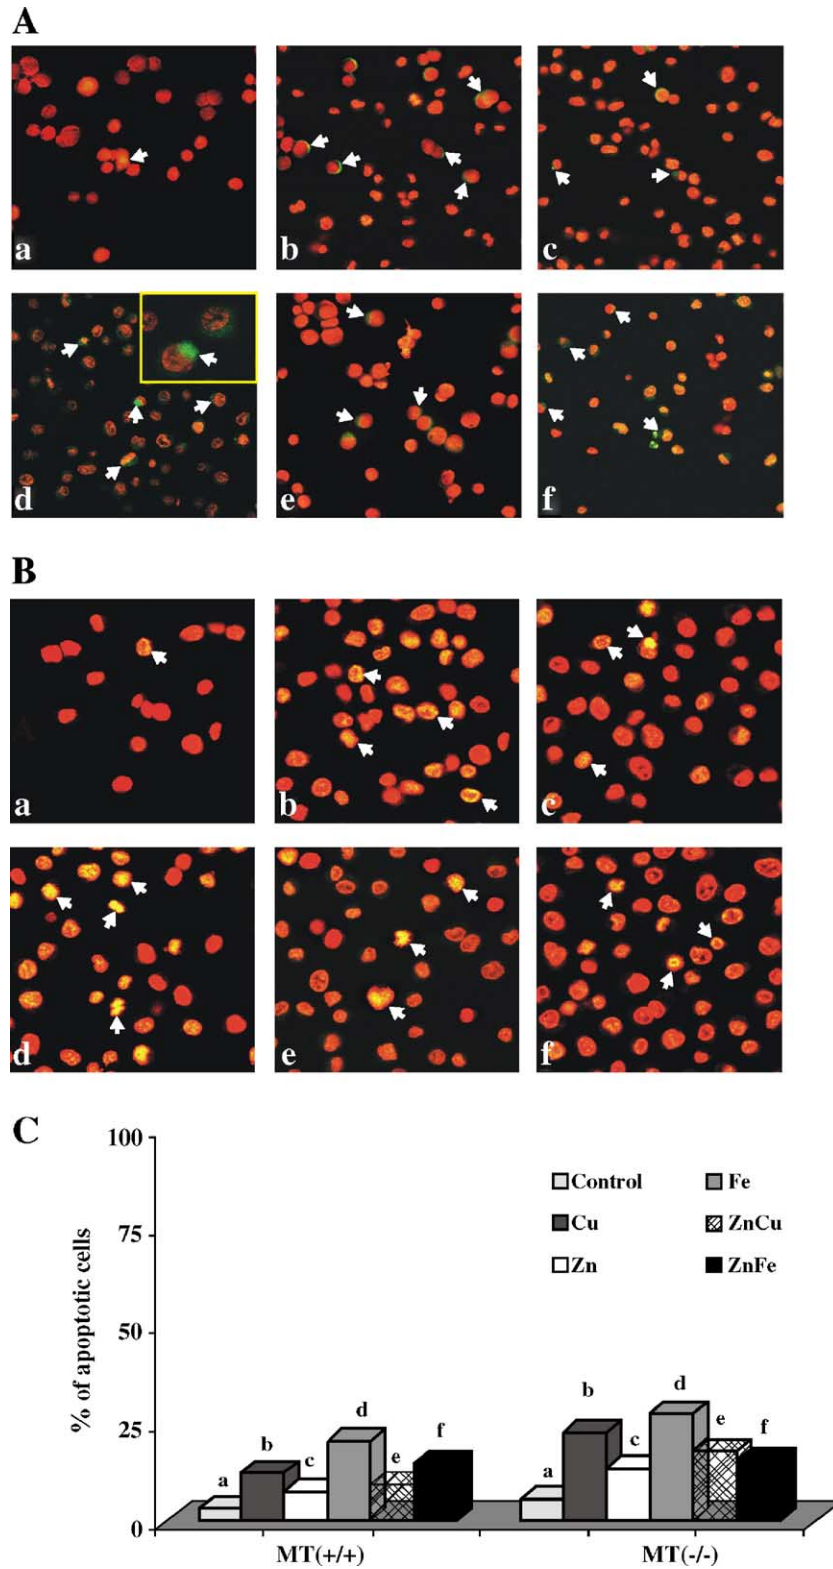 A
a b c
d e f
B
a b c
d e f
C
100
75
50
25
0
% of apoptotic cells
Control Fe
Cu ZnCu
Zn ZnFe
a b c d e f
a b c d e f
MT(+/+) MT(-/-)